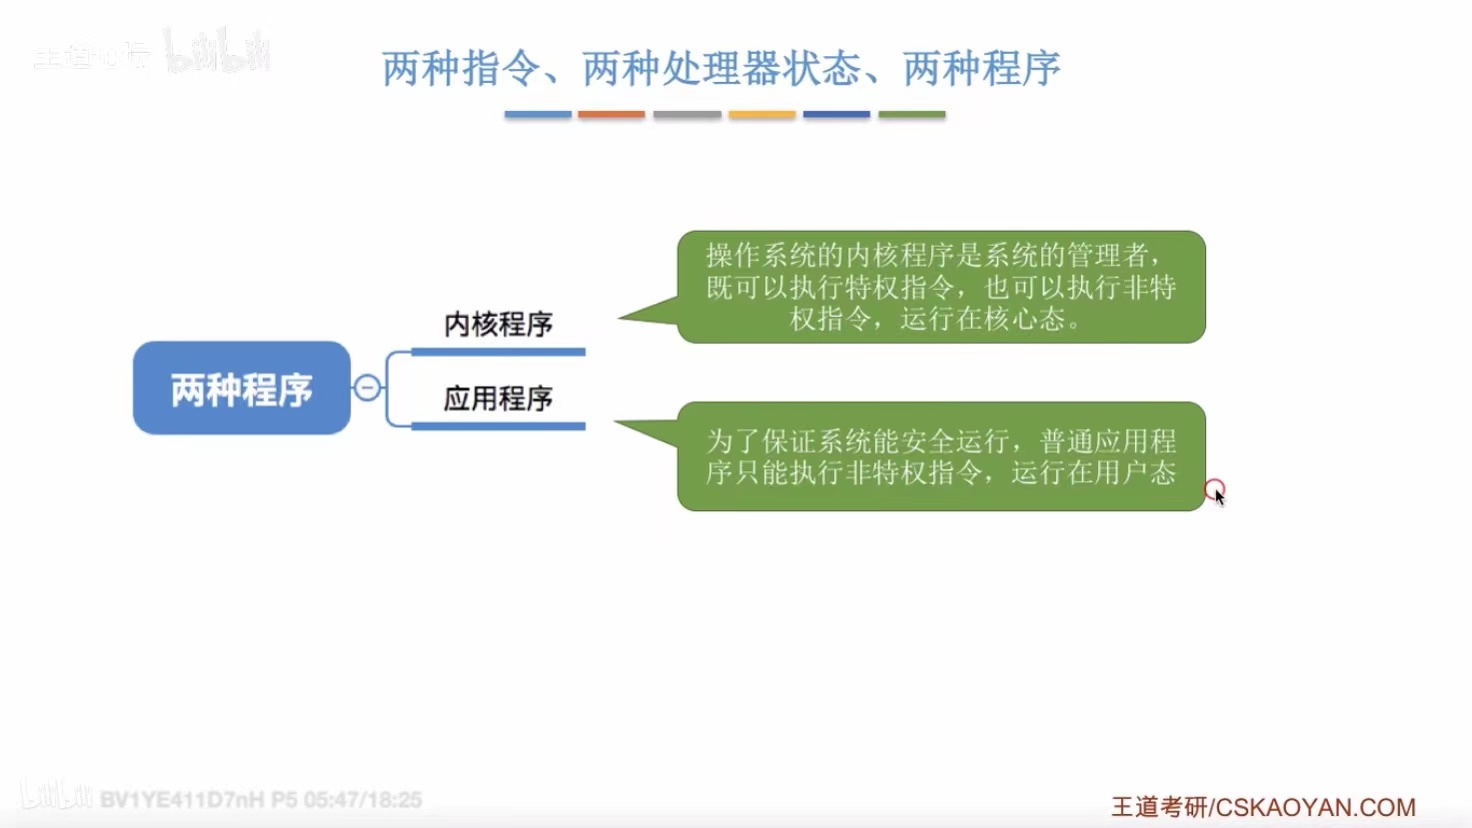 王道论坛 bilibili
两种指令、两种处理器状态、两种程序
操作系统的内核程序是系统的管理者，
既可以执行特权指令，也可以执行非特
权指令，运行在核心态。
内核程序
两种程序
应用程序
为了保证系统能安全运行，普通应用程
序只能执行非特权指令，运行在用户态
bilibili BV1YE411D7nH P5 05:47/18:25
王道考研/CSKAOYAN.COM